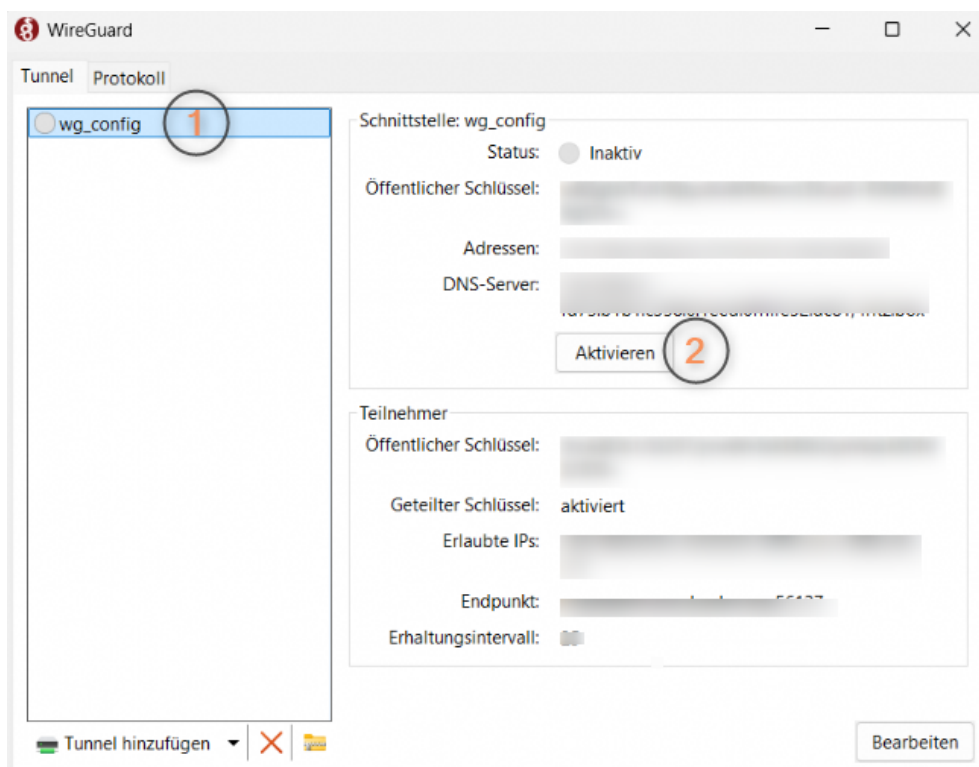 WireGuard
Tunnel Protokoll
wg_config 1
Schnittstelle: wg_config
Status: Inaktiv
Öffentlicher Schlüssel:
Adressen:
DNS-Server:
Aktivieren 2
Teilnehmer
Öffentlicher Schlüssel:
Geteilter Schlüssel: aktiviert
Erlaubte IPs:
Endpunkt:
Erhaltungsintervall:
Tunnel hinzufügen
Bearbeiten